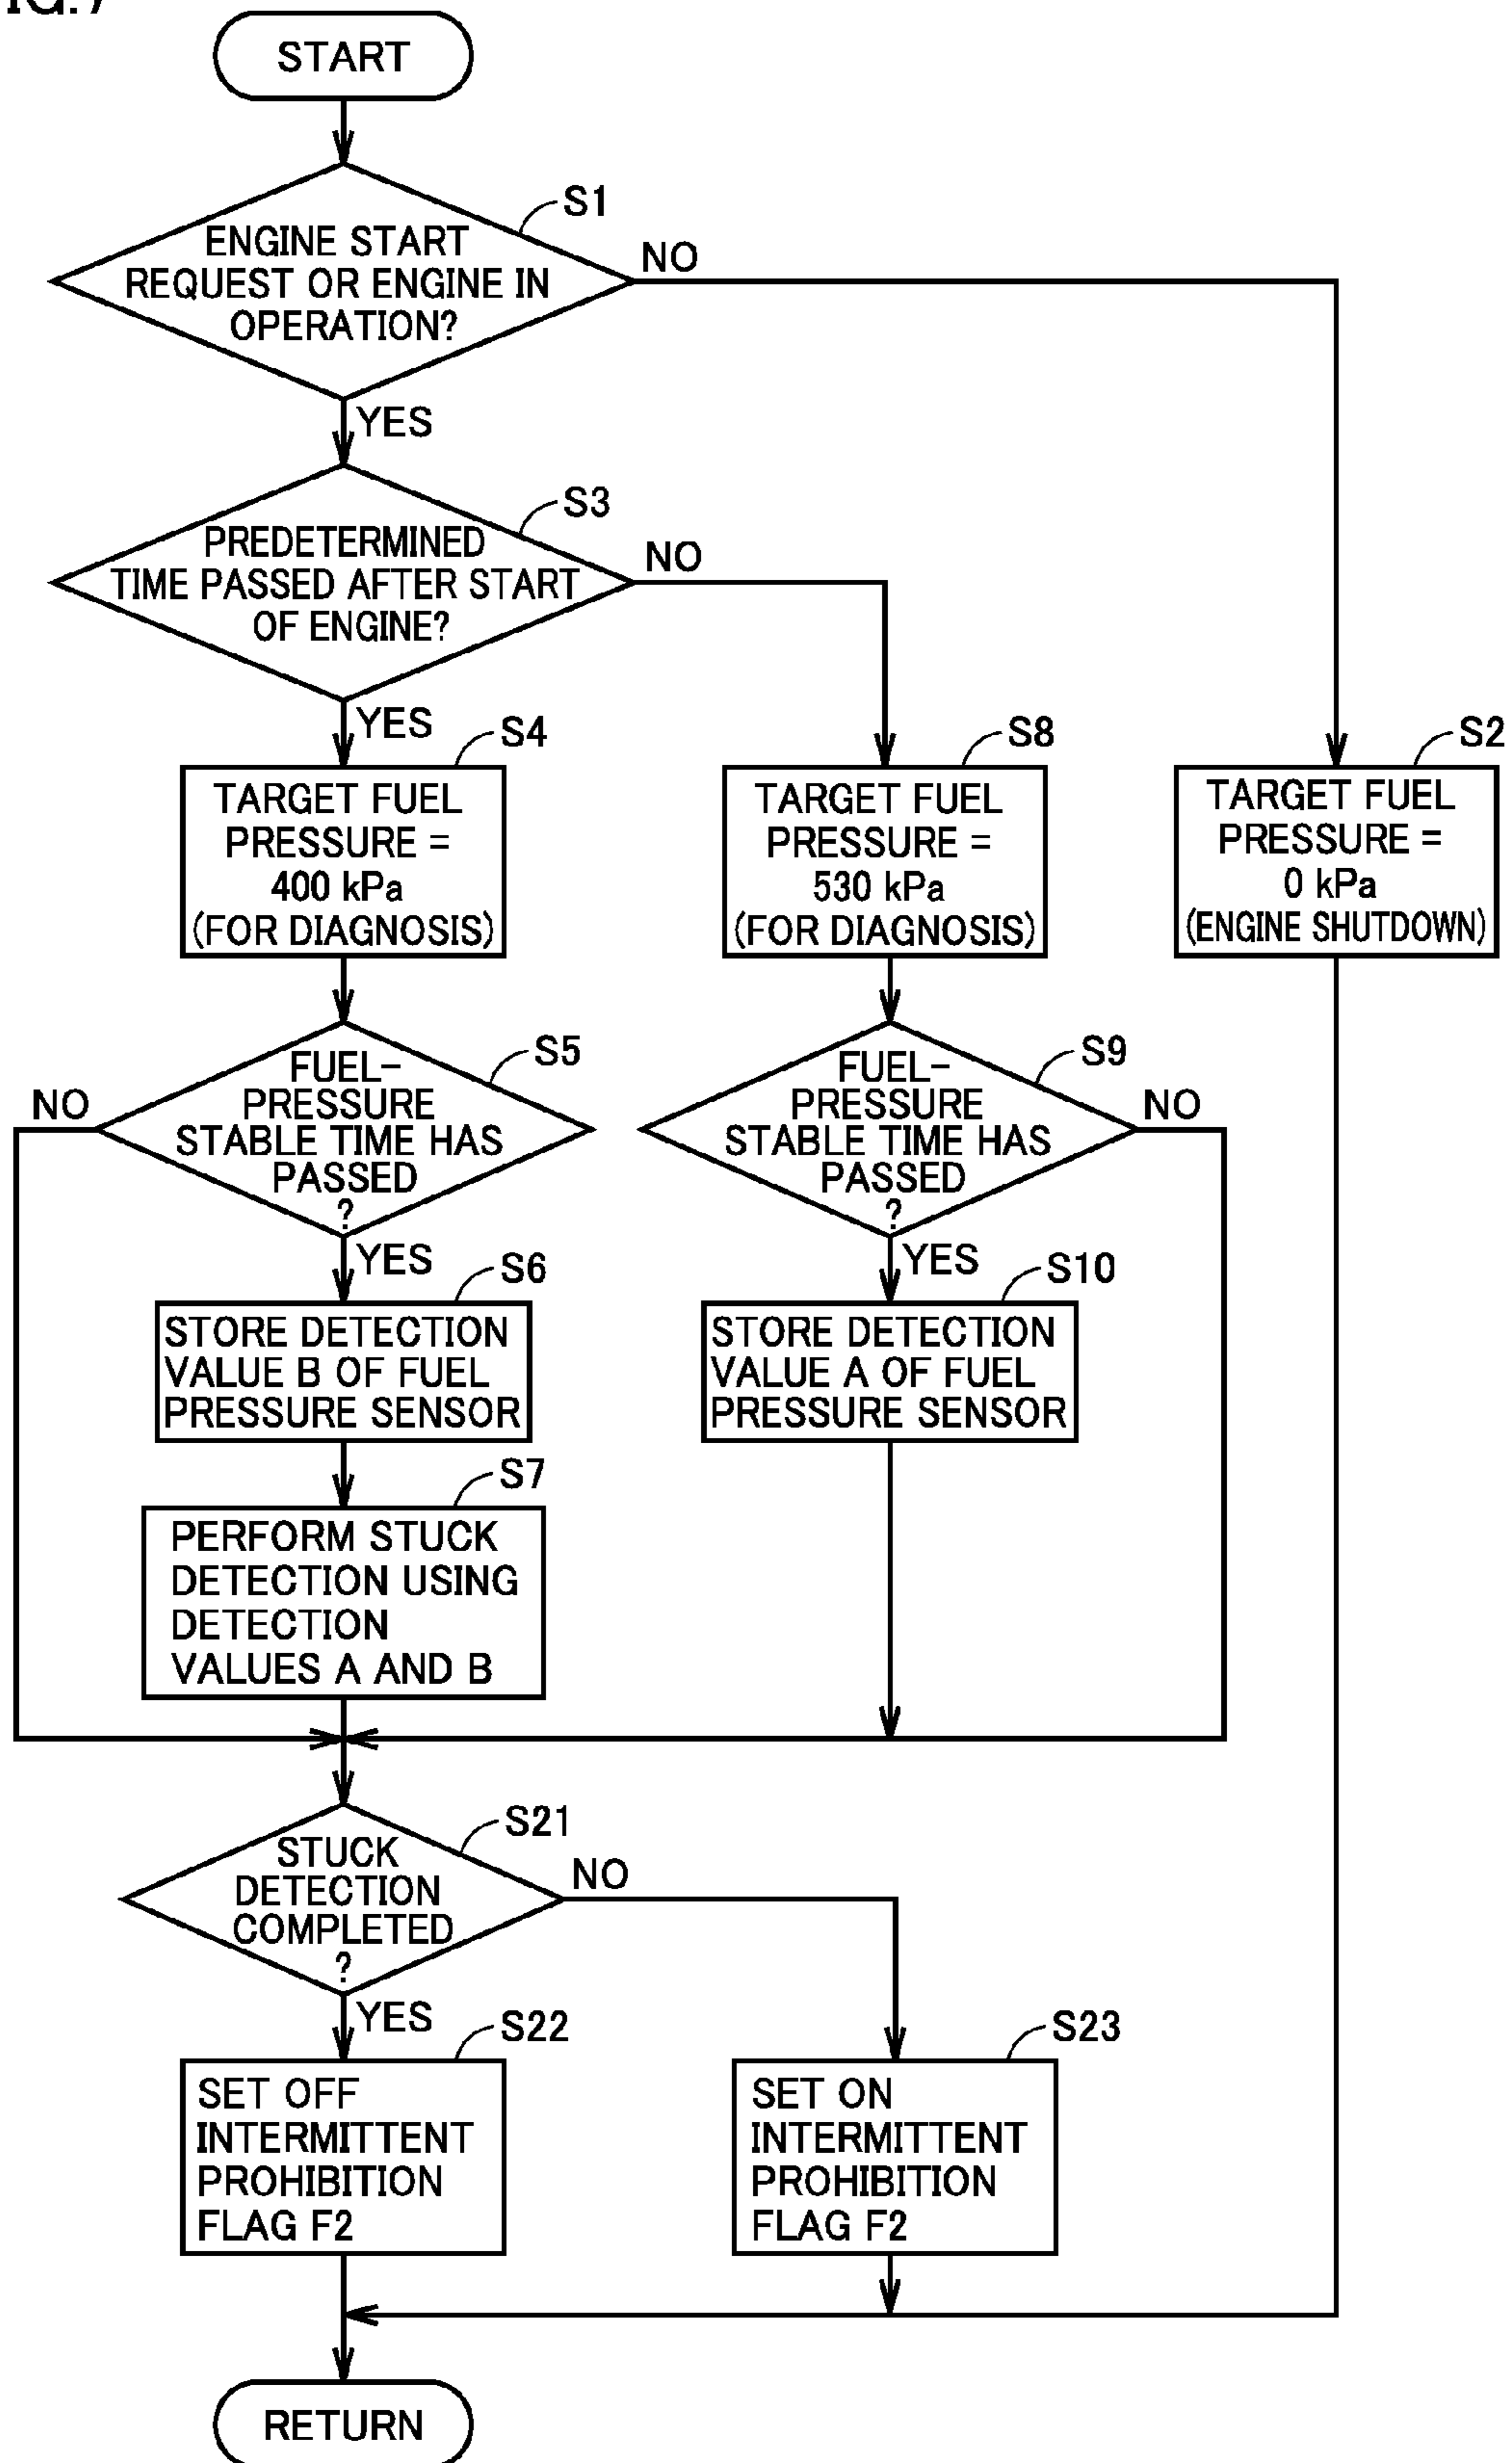 IG.7
START
S1
ENGINE START
REQUEST OR ENGINE IN
OPERATION?
NO
YES
S3
PREDETERMINED
TIME PASSED AFTER START
OF ENGINE?
NO
YES
S4
TARGET FUEL
PRESSURE =
400 kPa
(FOR DIAGNOSIS)
S8
TARGET FUEL
PRESSURE =
530 kPa
(FOR DIAGNOSIS)
S2
TARGET FUEL
PRESSURE =
0 kPa
(ENGINE SHUTDOWN)
S5
FUEL-
PRESSURE
STABLE TIME HAS
PASSED
?
NO
YES
S9
FUEL-
PRESSURE
STABLE TIME HAS
PASSED
?
NO
YES
S6
STORE DETECTION
VALUE B OF FUEL
PRESSURE SENSOR
S10
STORE DETECTION
VALUE A OF FUEL
PRESSURE SENSOR
S7
PERFORM STUCK
DETECTION USING
DETECTION
VALUES A AND B
S21
STUCK
DETECTION
COMPLETED
?
NO
YES
S22
SET OFF
INTERMITTENT
PROHIBITION
FLAG F2
S23
SET ON
INTERMITTENT
PROHIBITION
FLAG F2
RETURN